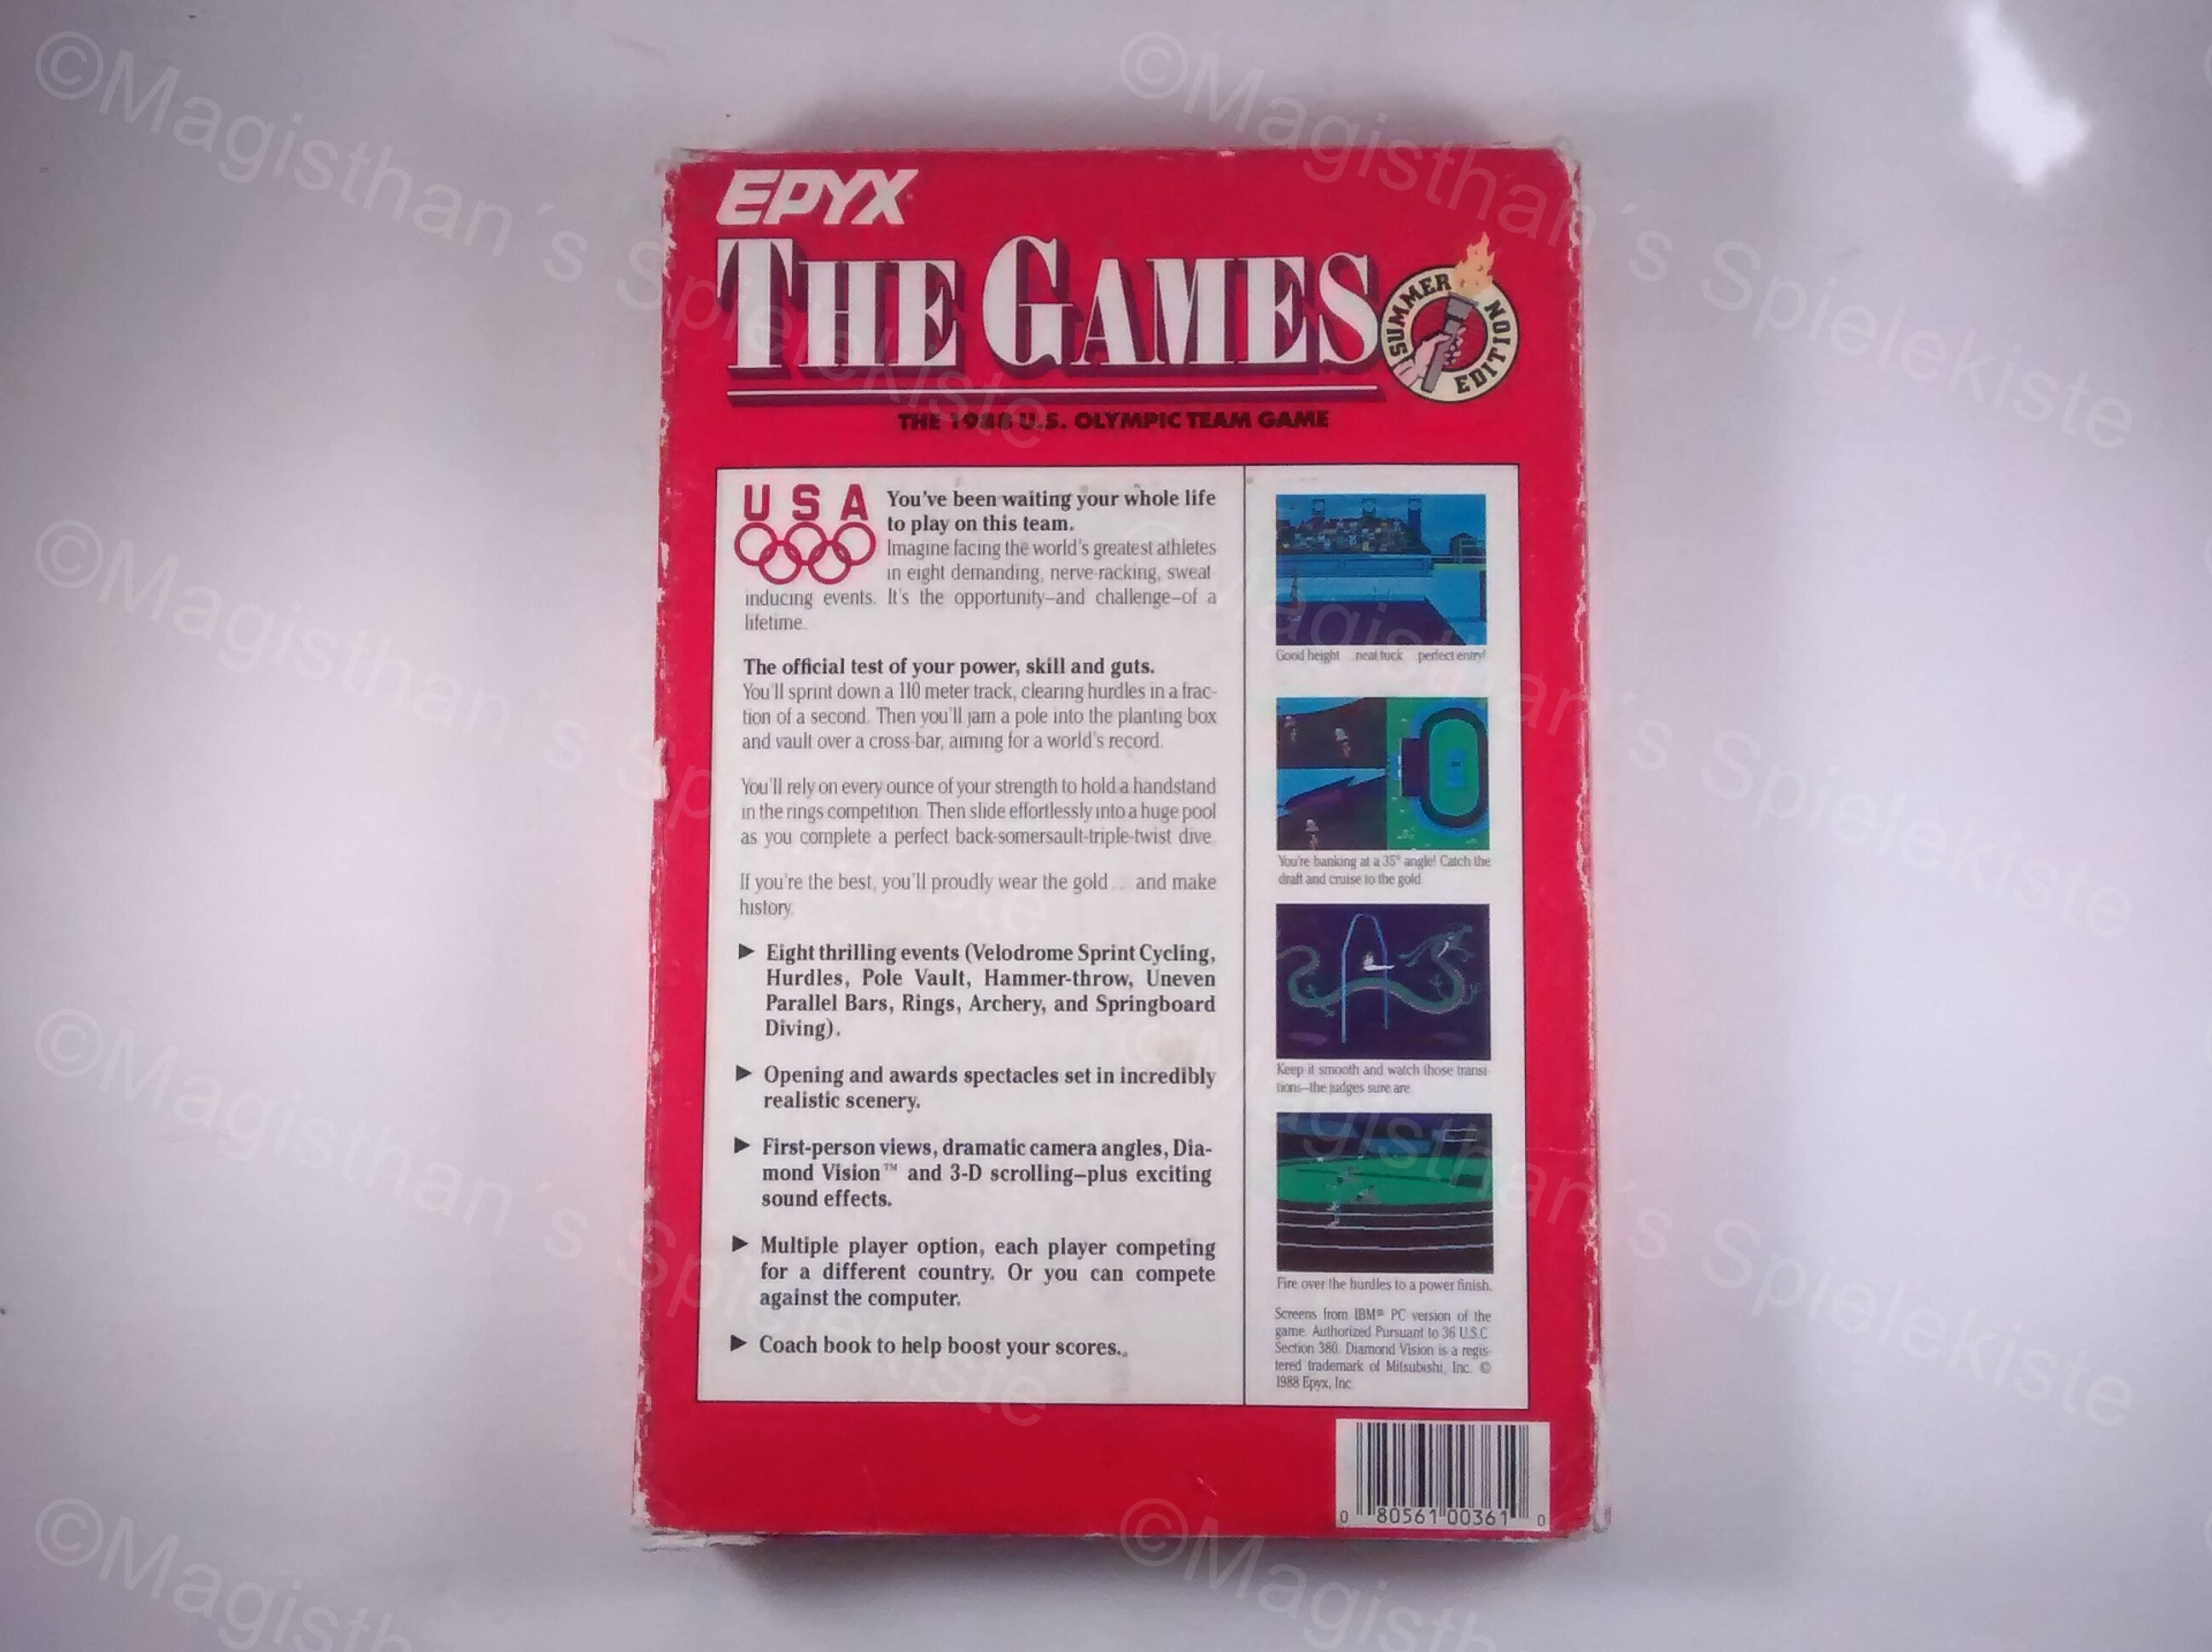 EPYX
THE GAMES
SUMMER EDITION
THE 1988 U.S. OLYMPIC TEAM GAME
USA
You've been waiting your whole life
to play on this team.
Imagine facing the world's greatest athletes
in eight demanding, nerve-racking, sweat-
inducing events. It's the opportunity–and challenge–of a
lifetime.
The official test of your power, skill and guts.
You'll sprint down a 110 meter track, clearing hurdles in a frac-
tion of a second. Then you'll jam a pole into the planting box
and vault over a cross-bar, aiming for a world's record.
You'll rely on every ounce of your strength to hold a handstand
in the rings competition. Then slide effortlessly into a huge pool
as you complete a perfect back-somersault-triple-twist dive.
If you're the best, you'll proudly wear the gold... and make
history.
► Eight thrilling events (Velodrome Sprint Cycling,
Hurdles, Pole Vault, Hammer-throw, Uneven
Parallel Bars, Rings, Archery, and Springboard
Diving).
► Opening and awards spectacles set in incredibly
realistic scenery.
► First-person views, dramatic camera angles, Dia-
mond Vision™ and 3-D scrolling–plus exciting
sound effects.
► Multiple player option, each player competing
for a different country. Or you can compete
against the computer.
► Coach book to help boost your scores.
Good height...neat tuck...perfect entry!
You're banking at a 35° angle! Catch the
draft and cruise to the gold.
Keep it smooth and watch those transi-
tions–the judges sure are.
Fire over the hurdles to a power finish.
Screens from IBM® PC version of the
game. Authorized Pursuant to 36 U.S.C.
Section 380. Diamond Vision is a regis-
tered trademark of Mitsubishi, Inc. ©
1988 Epyx, Inc.
0 80561 00361 0
©Magisthan´s Spielekiste
©Magisthan´s Spielekiste
©Magisthan´s Spielekiste
©Magisthan´s Spielekiste
©Magisthan´s Spielekiste
©Magisthan´s Spielekiste
©Magist
©Magisth